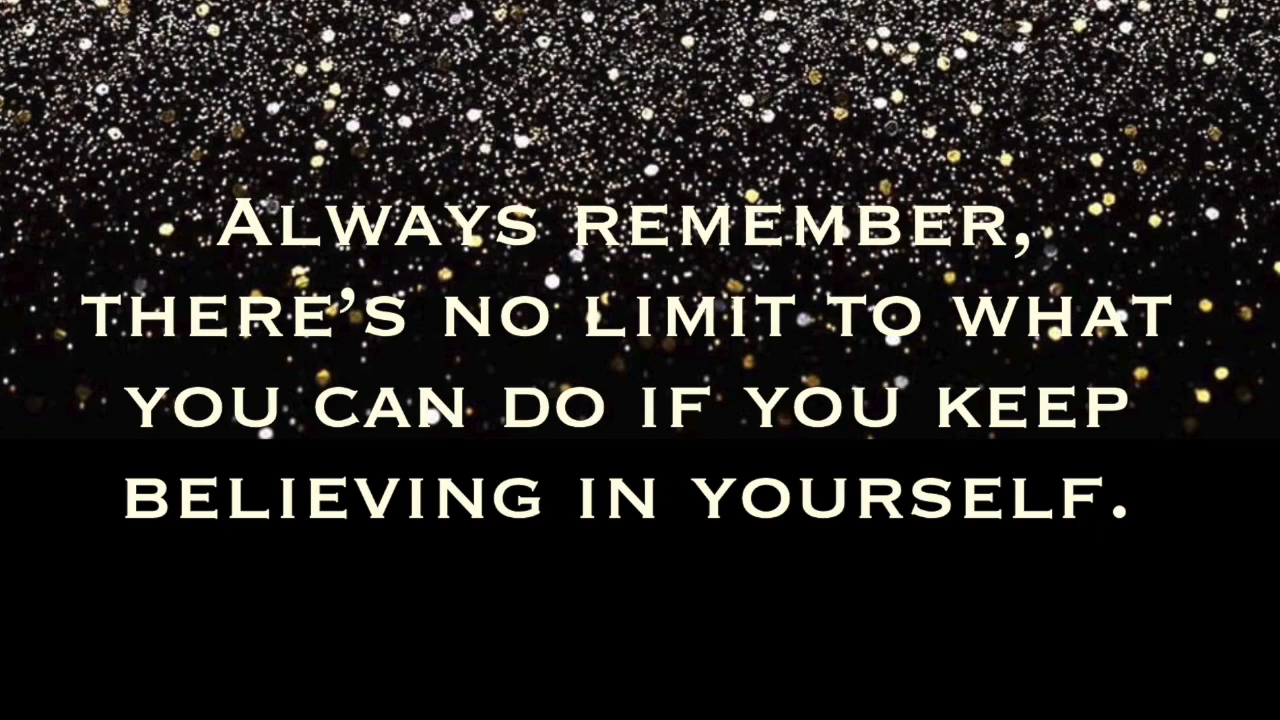 Always remember,
there’s no limit to what
you can do if you keep
believing in yourself.